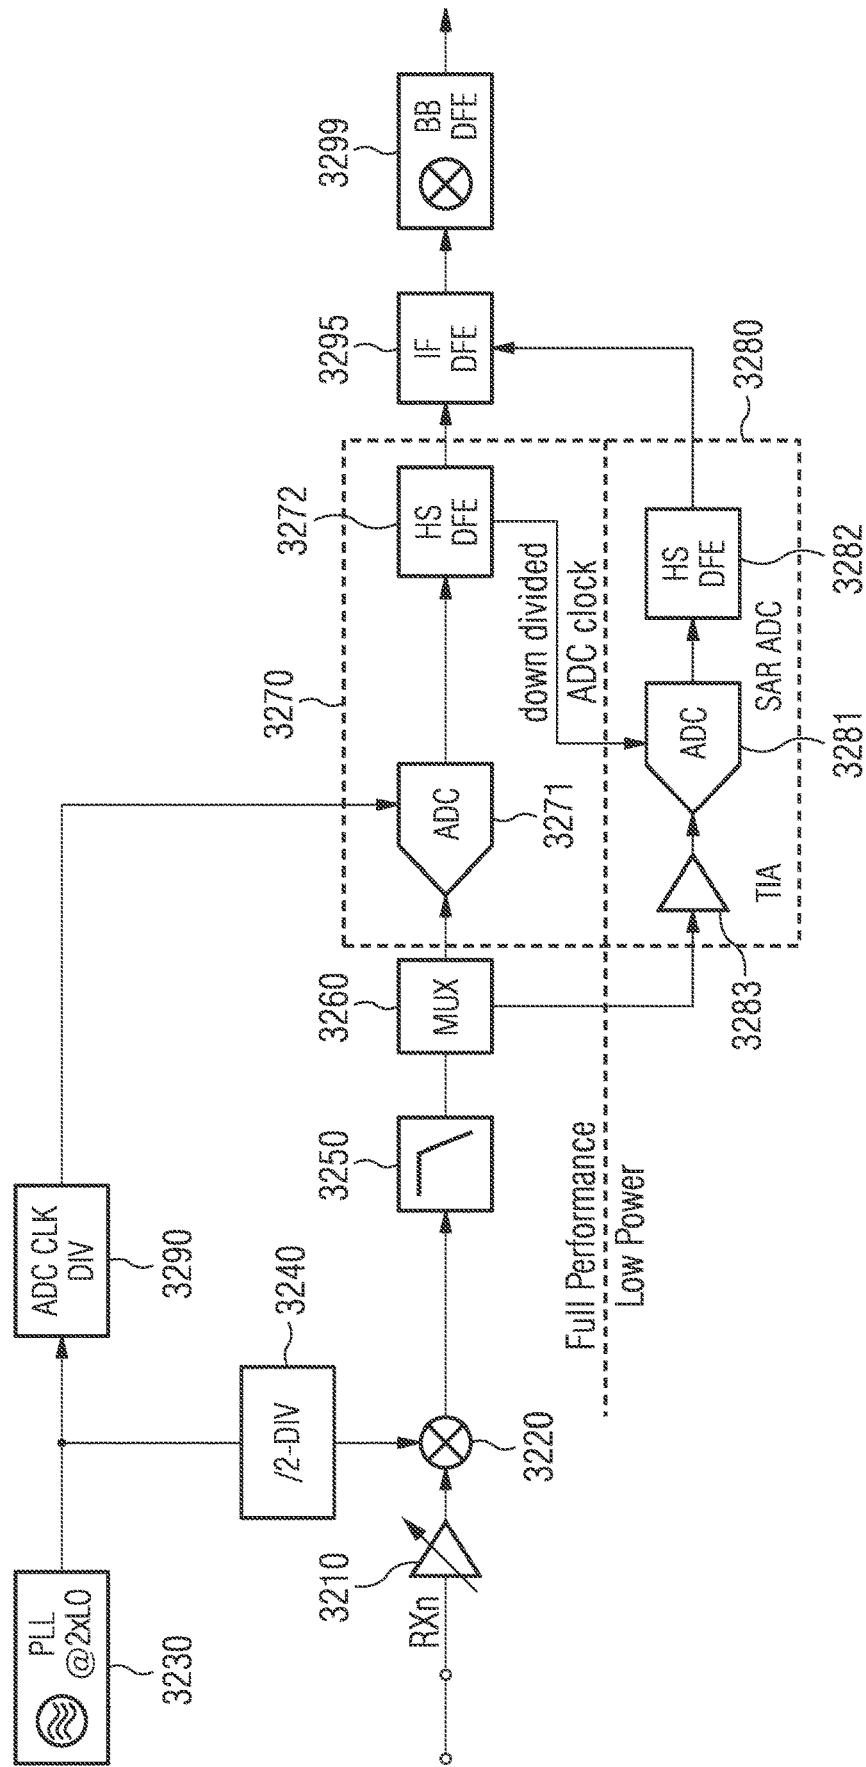 PLL
@2xLO
3230
ADC CLK
DIV
3290
/2-DIV
3240
RXn
3210
3220
3250
MUX
3260
3270
ADC
3271
HS
DFE
3272
down divided
ADC clock
IF
DFE
3295
BB
DFE
3299
Full Performance
Low Power
3283
TIA
ADC
3281
SAR ADC
HS
DFE
3282
3280